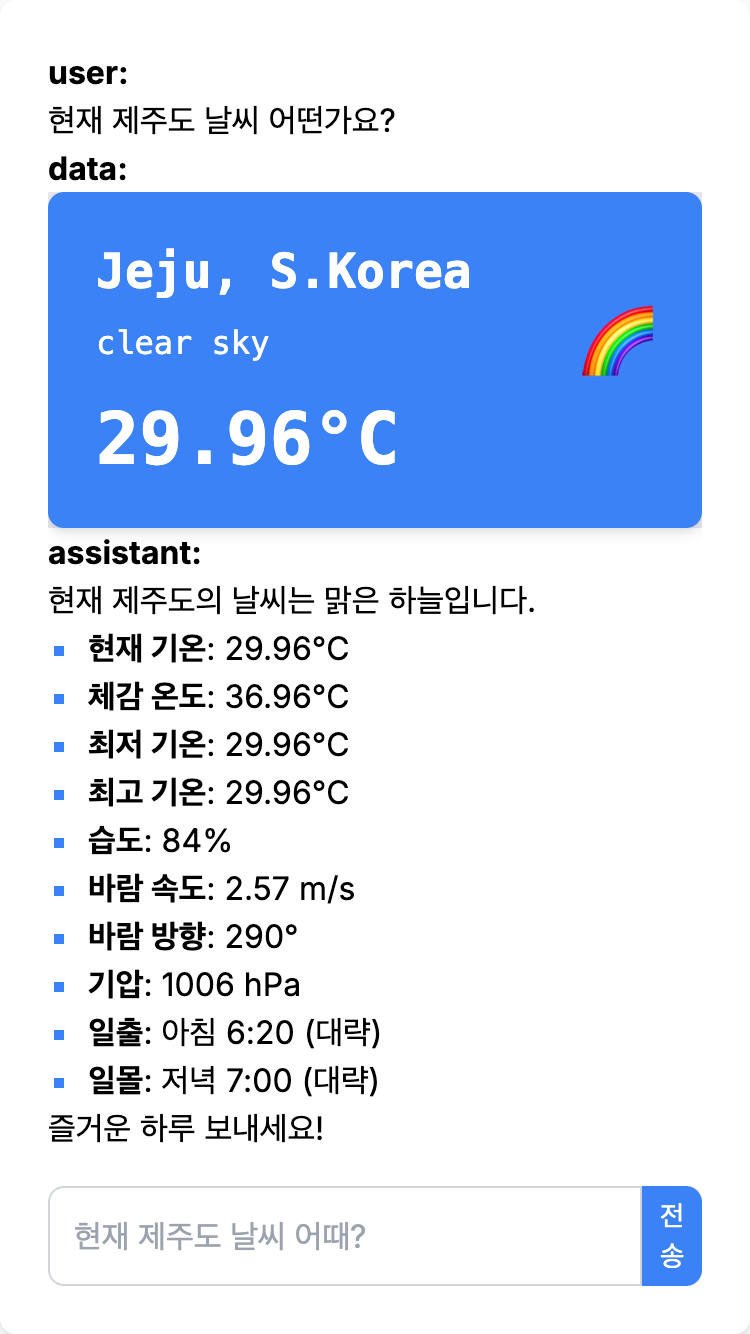 user:
현재 제주도 날씨 어떤가요?
data:
Jeju, S.Korea
clear sky
29.96°C
assistant:
현재 제주도의 날씨는 맑은 하늘입니다.
현재 기온: 29.96°C
체감 온도: 36.96°C
최저 기온: 29.96°C
최고 기온: 29.96°C
습도: 84%
바람 속도: 2.57 m/s
바람 방향: 290°
기압: 1006 hPa
일출: 아침 6:20 (대략)
일몰: 저녁 7:00 (대략)
즐거운 하루 보내세요!
현재 제주도 날씨 어때?
전
송